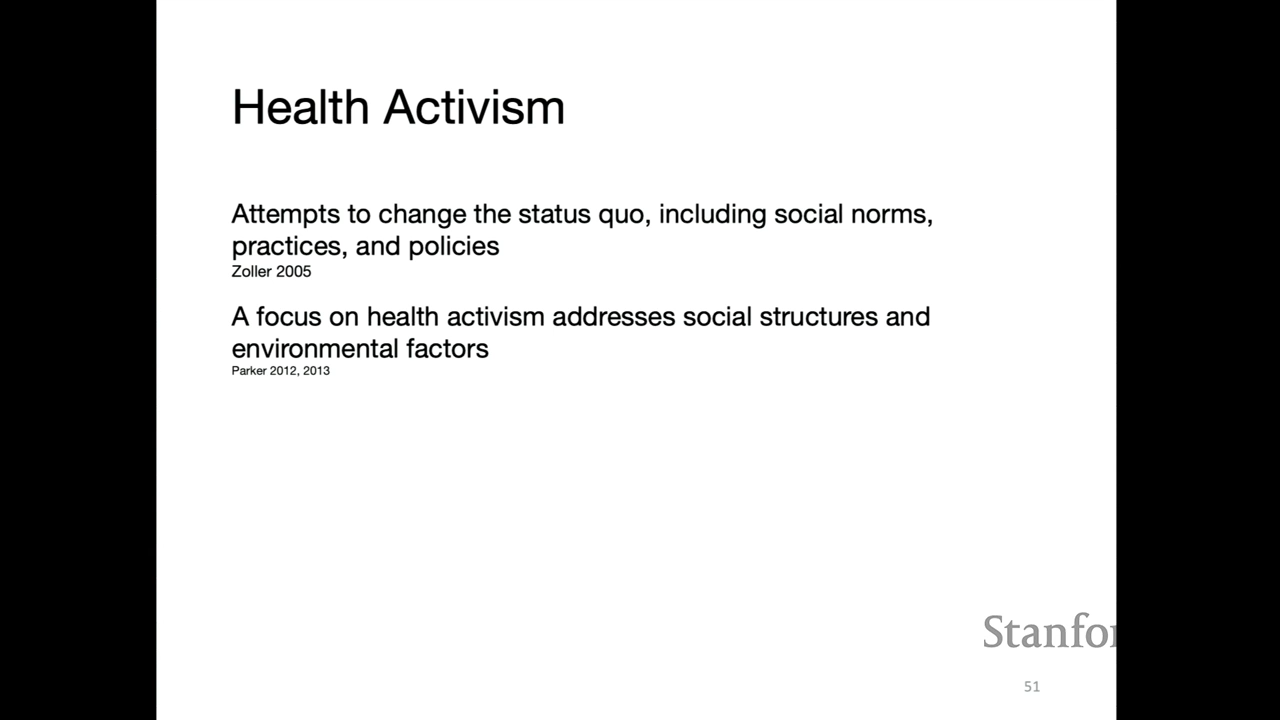 Health Activism
Attempts to change the status quo, including social norms,
practices, and policies
Zoller 2005
A focus on health activism addresses social structures and
environmental factors
Parker 2012, 2013
Stanfor
51